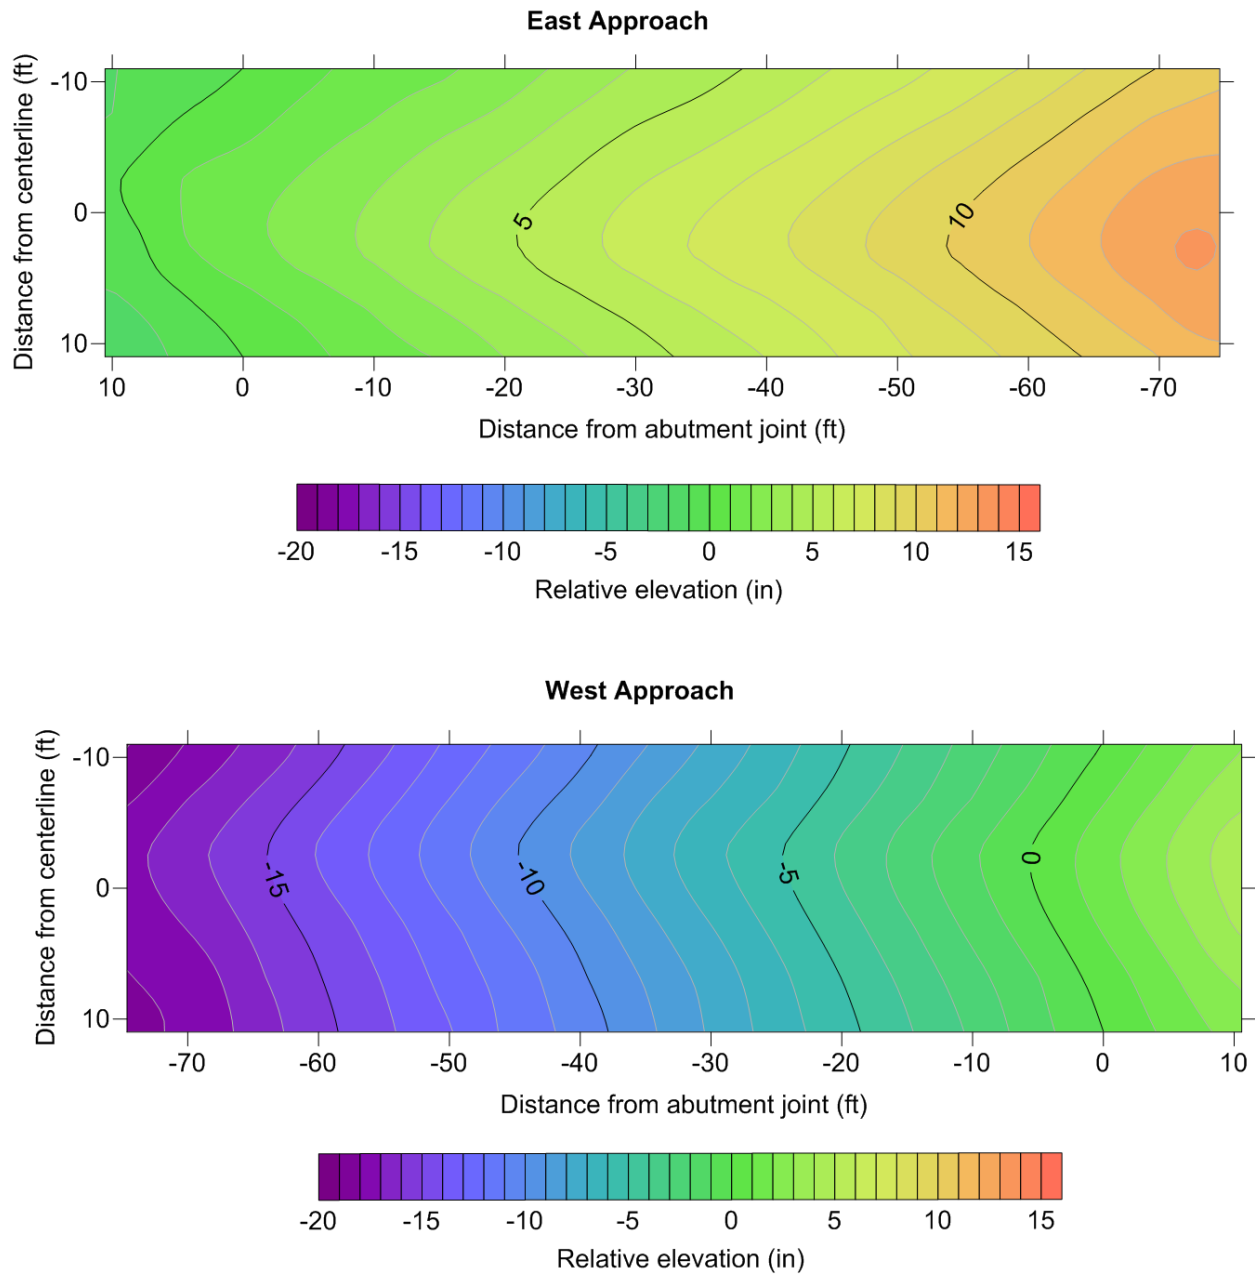 East Approach
Distance from centerline (ft)
-10
0
10
5
10
10 0 -10 -20 -30 -40 -50 -60 -70
Distance from abutment joint (ft)
-20 -15 -10 -5 0 5 10 15
Relative elevation (in)
West Approach
Distance from centerline (ft)
-10
0
10
-15
-10
-5
0
-70 -60 -50 -40 -30 -20 -10 0 10
Distance from abutment joint (ft)
-20 -15 -10 -5 0 5 10 15
Relative elevation (in)